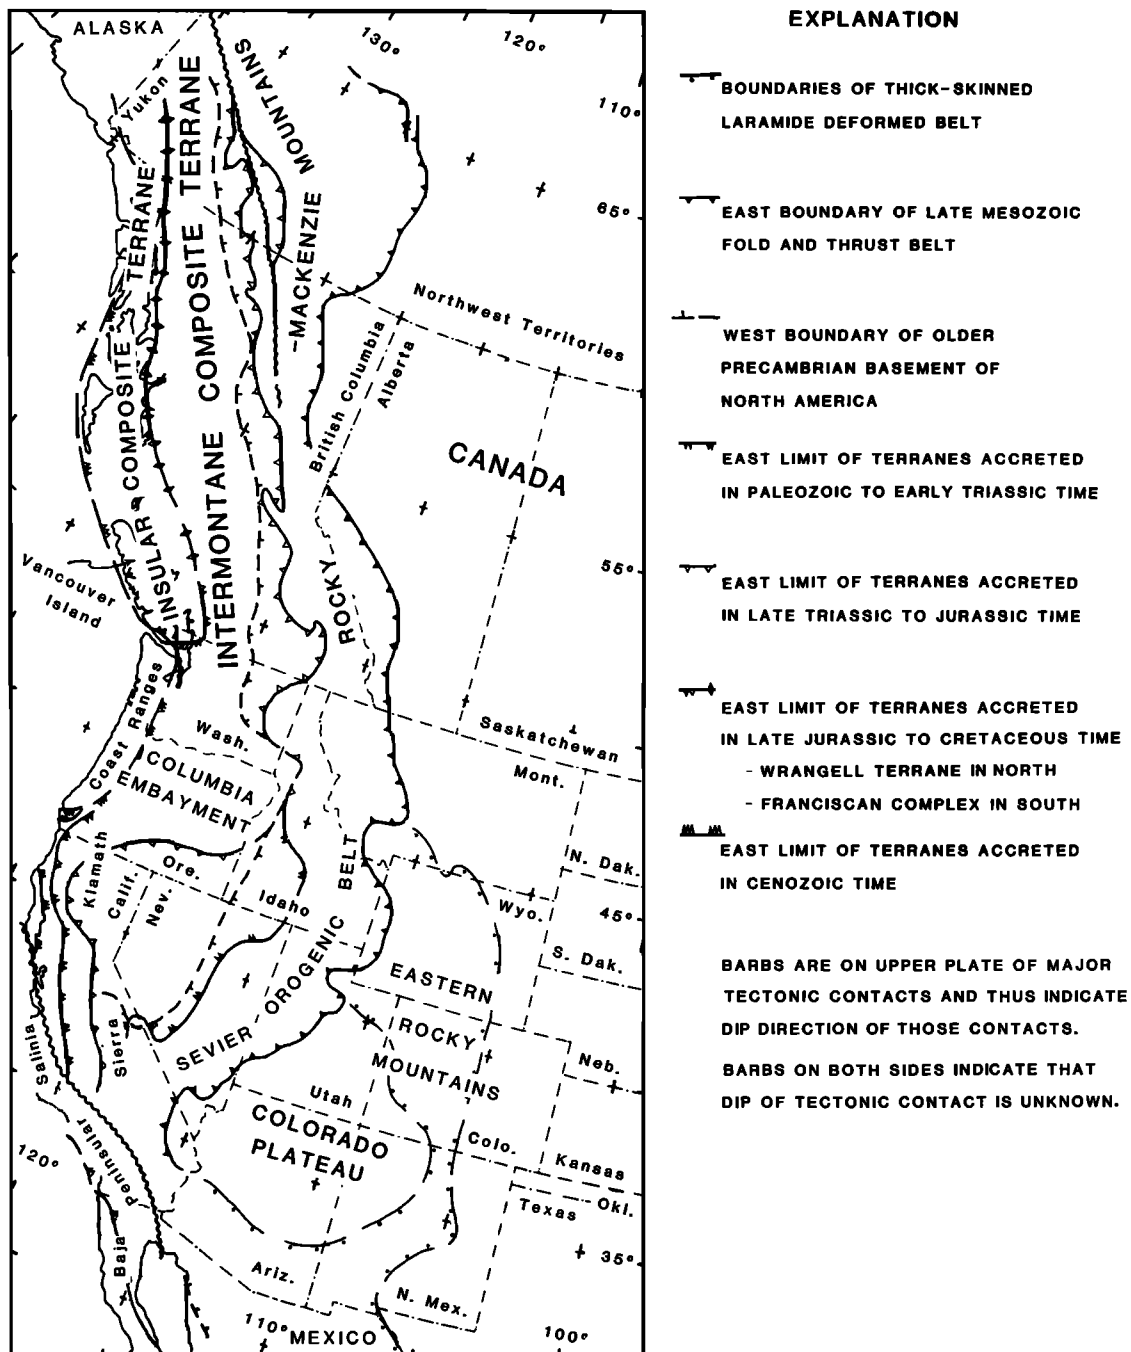 EXPLANATION
BOUNDARIES OF THICK-SKINNED
LARAMIDE DEFORMED BELT
EAST BOUNDARY OF LATE MESOZOIC
FOLD AND THRUST BELT
WEST BOUNDARY OF OLDER
PRECAMBRIAN BASEMENT OF
NORTH AMERICA
EAST LIMIT OF TERRANES ACCRETED
IN PALEOZOIC TO EARLY TRIASSIC TIME
EAST LIMIT OF TERRANES ACCRETED
IN LATE TRIASSIC TO JURASSIC TIME
EAST LIMIT OF TERRANES ACCRETED
IN LATE JURASSIC TO CRETACEOUS TIME
- WRANGELL TERRANE IN NORTH
- FRANCISCAN COMPLEX IN SOUTH
EAST LIMIT OF TERRANES ACCRETED
IN CENOZOIC TIME
BARBS ARE ON UPPER PLATE OF MAJOR
TECTONIC CONTACTS AND THUS INDICATE
DIP DIRECTION OF THOSE CONTACTS.
BARBS ON BOTH SIDES INDICATE THAT
DIP OF TECTONIC CONTACT IS UNKNOWN.
ALASKA
130°
120°
110°
Yukon
MACKENZIE MOUNTAINS
65°
INSULAR COMPOSITE TERRANE
INTERMONTANE COMPOSITE TERRANE
Northwest Territories
British Columbia
Alberta
CANADA
55°
Vancouver
Island
ROCKY
Saskatchewan
Coast Ranges
Wash.
Mont.
COLUMBIA
EMBAYMENT
N. Dak.
Klamath
Ore.
BELT
Calif.
Nev.
Idaho
Wyo.
45°
S. Dak.
EASTERN
ROCKY
MOUNTAINS
SEVIER OROGENIC
Salinia
Sierra
Neb.
Utah
COLORADO
PLATEAU
Colo.
Kansas
120°
Peninsular
Texas
Okl.
35°
Baja
Ariz.
N. Mex.
110°
MEXICO
100°